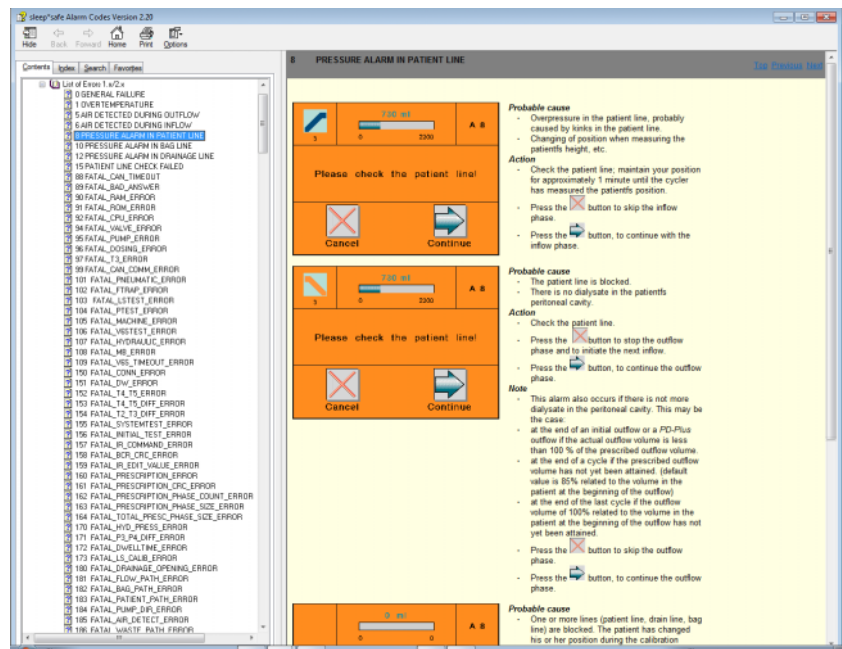 sleep*safe Alarm Codes Version 2.20
Hide Back Forward Home Print Options
Contents Index Search Favorites
List of Errors 1.x/2.x
0 GENERAL FAILURE
1 OVERTEMPERATURE
5 AIR DETECTED DURING OUTFLOW
6 AIR DETECTED DURING INFLOW
8 PRESSURE ALARM IN PATIENT LINE
10 PRESSURE ALARM IN BAG LINE
12 PRESSURE ALARM IN DRAINAGE LINE
15 PATIENT LINE CHECK FAILED
88 FATAL_CAN_TIMEOUT
89 FATAL_BAD_ANSWER
90 FATAL_RAM_ERROR
91 FATAL_ROM_ERROR
92 FATAL_CPU_ERROR
94 FATAL_VALVE_ERROR
95 FATAL_PUMP_ERROR
96 FATAL_DOSING_ERROR
97 FATAL_T3_ERROR
99 FATAL_CAN_COMM_ERROR
101 FATAL_PNEUMATIC_ERROR
102 FATAL_FTRAP_ERROR
103 FATAL_LSTEST_ERROR
104 FATAL_PTEST_ERROR
105 FATAL_MACHINE_ERROR
106 FATAL_V6STEST_ERROR
107 FATAL_HYDRAULIC_ERROR
108 FATAL_MB_ERROR
109 FATAL_V6S_TIMEOUT_ERROR
150 FATAL_CONN_ERROR
151 FATAL_DW_ERROR
152 FATAL_T4_T5_ERROR
153 FATAL_T4_T5_DIFF_ERROR
154 FATAL_T2_T3_DIFF_ERROR
155 FATAL_SYSTEMTEST_ERROR
156 FATAL_INITIAL_TEST_ERROR
157 FATAL_IR_COMMAND_ERROR
158 FATAL_BCR_CRC_ERROR
159 FATAL_IR_EDIT_VALUE_ERROR
160 FATAL_PRESCRIPTION_ERROR
161 FATAL_PRESCRIPTION_CRC_ERROR
162 FATAL_PRESCRIPTION_PHASE_COUNT_ERROR
163 FATAL_PRESCRIPTION_PHASE_SIZE_ERROR
164 FATAL_TOTAL_PRESC_PHASE_SIZE_ERROR
170 FATAL_HYD_PRESS_ERROR
171 FATAL_P3_P4_DIFF_ERROR
172 FATAL_DWELLTIME_ERROR
173 FATAL_LS_CALIB_ERROR
180 FATAL_DRAINAGE_OPENING_ERROR
181 FATAL_FLOW_PATH_ERROR
182 FATAL_BAG_PATH_ERROR
183 FATAL_PATIENT_PATH_ERROR
184 FATAL_PUMP_DIR_ERROR
185 FATAL_AIR_DETECT_ERROR
186 FATAL_WASTE_PATH_ERROR
8 PRESSURE ALARM IN PATIENT LINE
Top Previous Next
730 ml
3 0 2300 A 8
Please check the patient line!
Cancel Continue
Probable cause
- Overpressure in the patient line, probably
caused by kinks in the patient line.
- Changing of position when measuring the
patientfs height, etc.
Action
- Check the patient line; maintain your position
for approximately 1 minute until the cycler
has measured the patientfs position.
- Press the button to skip the inflow
phase.
- Press the button, to continue with the
inflow phase.
730 ml
3 0 2300 A 8
Please check the patient line!
Cancel Continue
Probable cause
- The patient line is blocked.
- There is no dialysate in the patientfs
peritoneal cavity.
Action
- Check the patient line.
- Press the button to stop the outflow
phase and to initiate the next inflow.
- Press the button, to continue the outflow
phase.
Note
- This alarm also occurs if there is not more
dialysate in the peritoneal cavity. This may be
the case:
- at the end of an initial outflow or a PD-Plus
outflow if the actual outflow volume is less
than 100 % of the prescribed outflow volume.
- at the end of a cycle if the prescribed outflow
volume has not yet been attained. (default
value is 85% related to the volume in the
patient at the beginning of the outflow)
- at the end of the last cycle if the outflow
volume of 100% related to the volume in the
patient at the beginning of the outflow has not
yet been attained.
- Press the button to skip the outflow
phase.
- Press the button, to continue the outflow
phase.
0 ml
0 0 A 8
Probable cause
- One or more lines (patient line, drain line, bag
line) are blocked. The patient has changed
his or her position during the calibration